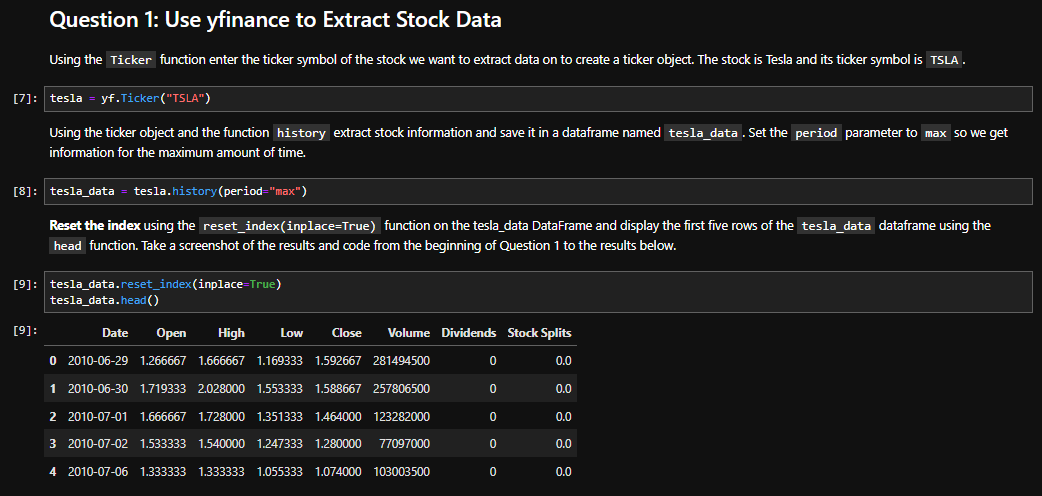 Question 1: Use yfinance to Extract Stock Data
Using the Ticker function enter the ticker symbol of the stock we want to extract data on to create a ticker object. The stock is Tesla and its ticker symbol is TSLA .
[7]: tesla = yf.Ticker("TSLA")
Using the ticker object and the function history extract stock information and save it in a dataframe named tesla_data . Set the period parameter to max so we get
information for the maximum amount of time.
[8]: tesla_data = tesla.history(period="max")
Reset the index using the reset_index(inplace=True) function on the tesla_data DataFrame and display the first five rows of the tesla_data dataframe using the
head function. Take a screenshot of the results and code from the beginning of Question 1 to the results below.
[9]: tesla_data.reset_index(inplace=True)
tesla_data.head()
[9]: Date Open High Low Close Volume Dividends Stock Splits
0 2010-06-29 1.266667 1.666667 1.169333 1.592667 281494500 0 0.0
1 2010-06-30 1.719333 2.028000 1.553333 1.588667 257806500 0 0.0
2 2010-07-01 1.666667 1.728000 1.351333 1.464000 123282000 0 0.0
3 2010-07-02 1.533333 1.540000 1.247333 1.280000 77097000 0 0.0
4 2010-07-06 1.333333 1.333333 1.055333 1.074000 103003500 0 0.0